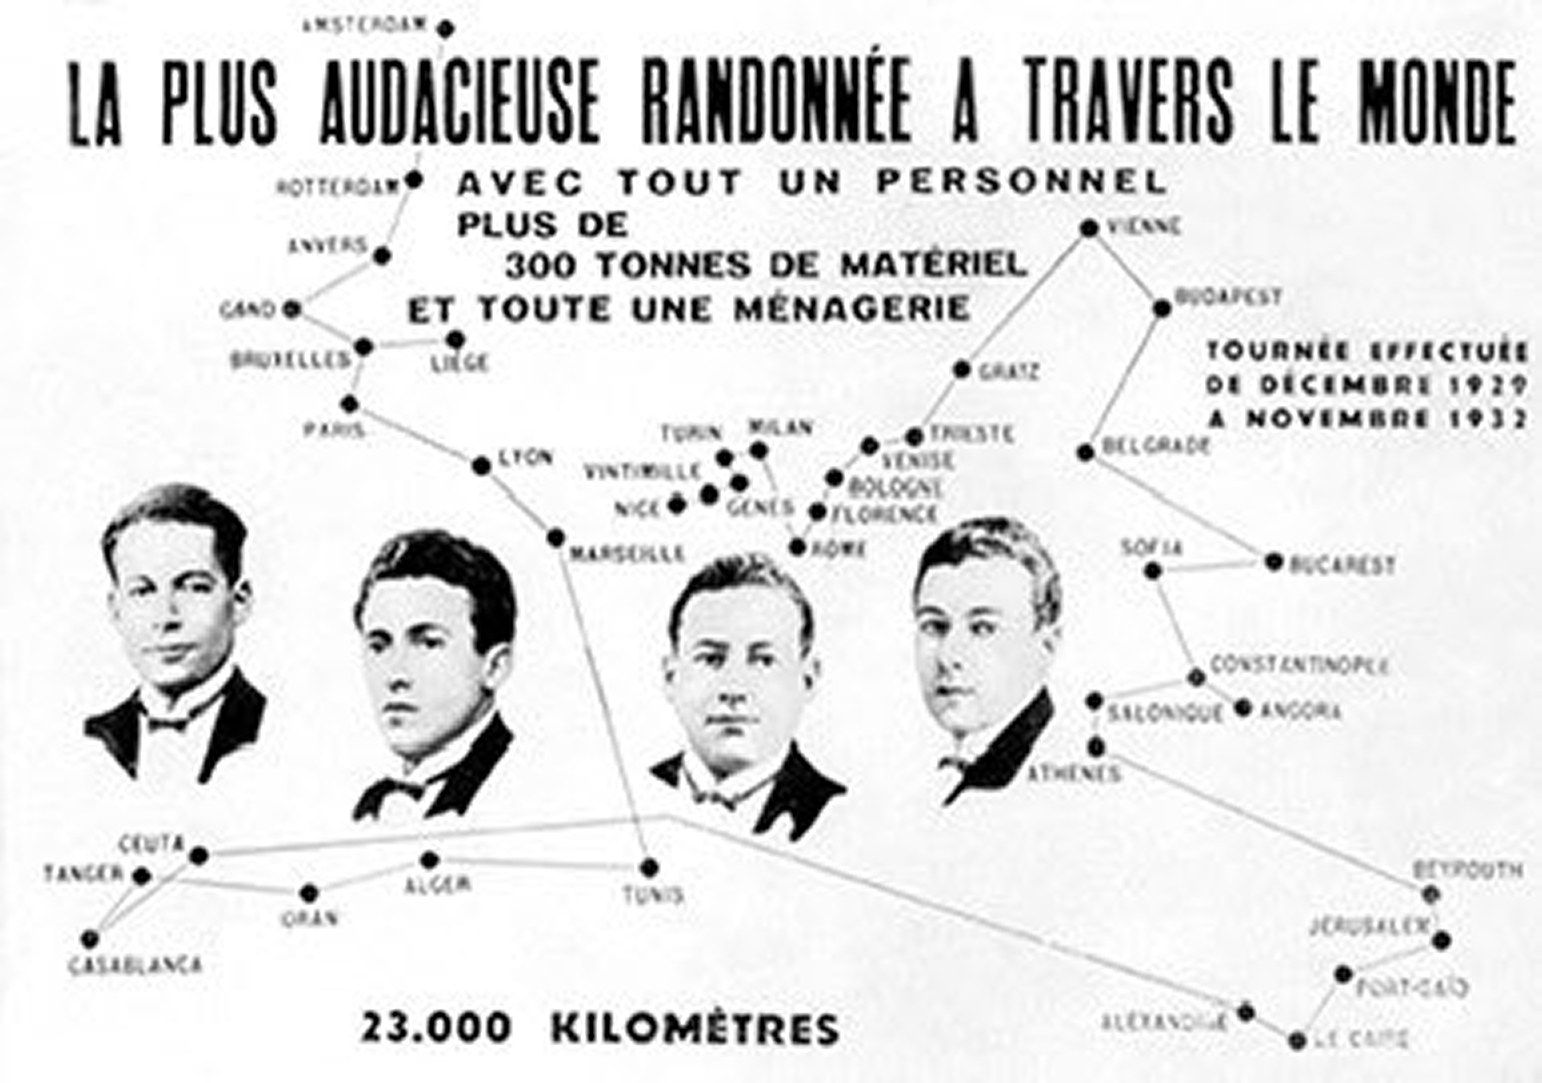 AMSTERDAM
LA PLUS AUDACIEUSE RANDONNÉE A TRAVERS LE MONDE
ROTTERDAM
AVEC TOUT UN PERSONNEL
PLUS DE
300 TONNES DE MATÉRIEL
ET TOUTE UNE MÉNAGERIE
ANVERS
GAND
BRUXELLES
LIÈGE
PARIS
LYON
MARSEILLE
VIENNE
BUDAPEST
TOURNÉE EFFECTUÉE
DE DÉCEMBRE 1929
A NOVEMBRE 1932
GRATZ
TURIN
MILAN
TRIESTE
BELGRADE
VINTIMILLE
VENISE
BOLOGNE
NICE
GÊNES
FLORENCE
ROME
SOFIA
BUCAREST
CONSTANTINOPLE
SALONIQUE
ANGORA
ATHÈNES
CEUTA
TANGER
ALGER
TUNIS
ORAN
CASABLANCA
BEYROUTH
JÉRUSALEM
PORT-SAÏD
ALEXANDRIE
LE CAIRE
23.000 KILOMÈTRES